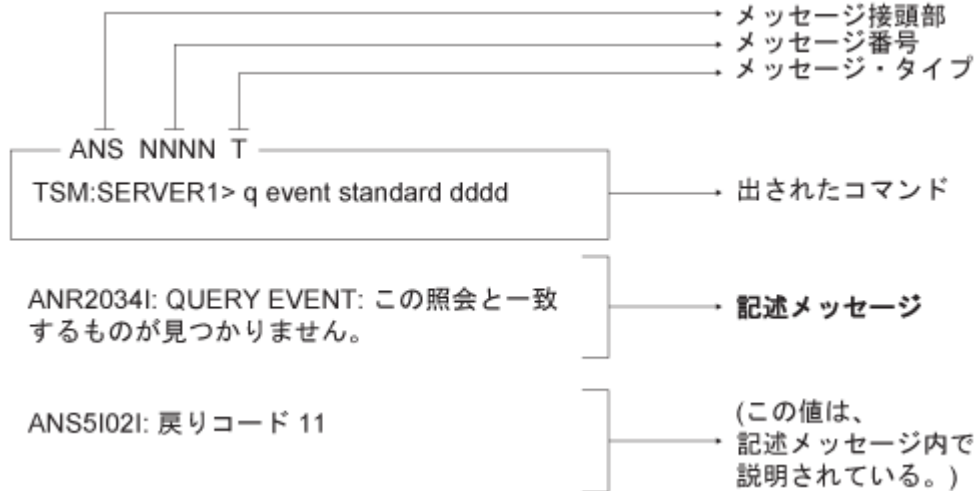 メッセージ接頭部
メッセージ番号
メッセージ・タイプ
ANS NNNN T
TSM:SERVER1> q event standard dddd
出されたコマンド
ANR2034I: QUERY EVENT: この照会と一致
するものが見つかりません。
記述メッセージ
ANS5I02I: 戻りコード 11
(この値は、
記述メッセージ内で
説明されている。)